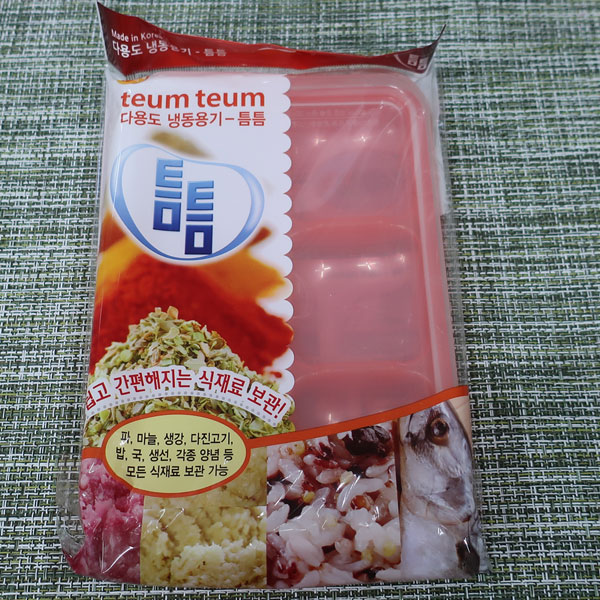 Made in Korea
다용도 냉동용기 - 틈틈
틈틈
teum teum
다용도 냉동용기 - 틈틈
틈틈
쉽고 간편해지는 식재료 보관!
파, 마늘, 생강, 다진고기,
밥, 국, 생선, 각종 양념 등
모든 식재료 보관 가능